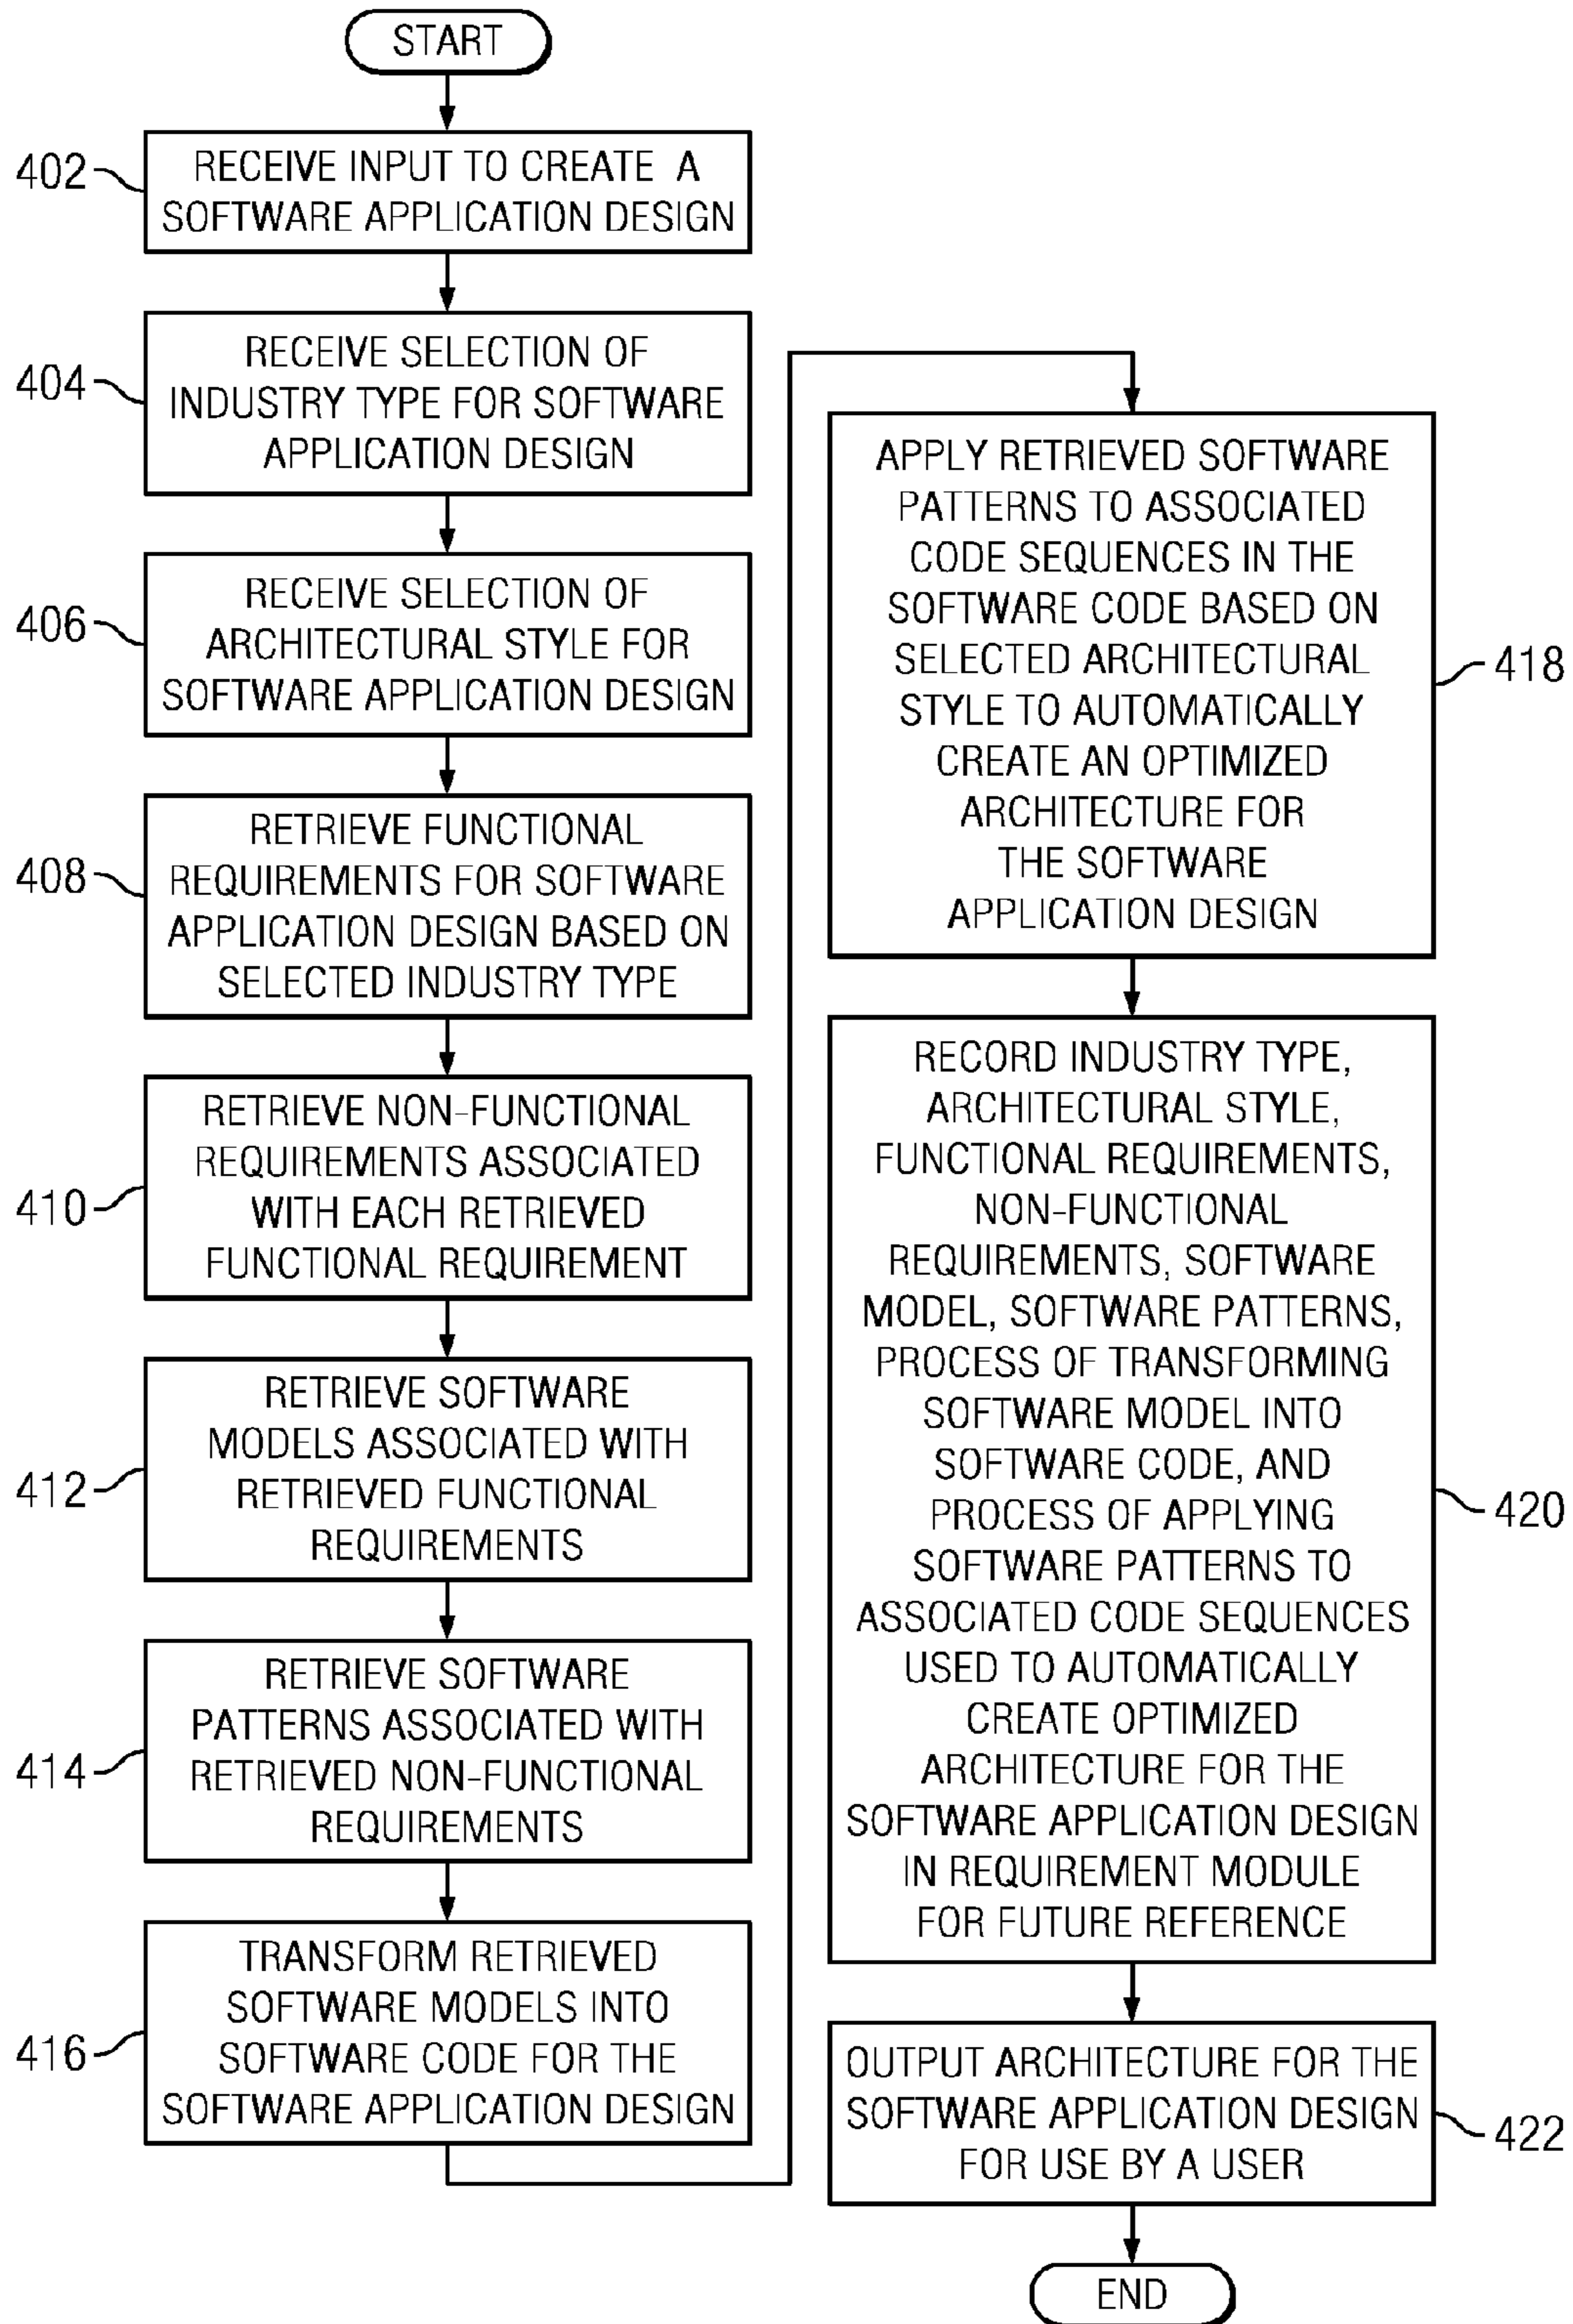 START
402
RECEIVE INPUT TO CREATE A
SOFTWARE APPLICATION DESIGN
404
RECEIVE SELECTION OF
INDUSTRY TYPE FOR SOFTWARE
APPLICATION DESIGN
406
RECEIVE SELECTION OF
ARCHITECTURAL STYLE FOR
SOFTWARE APPLICATION DESIGN
408
RETRIEVE FUNCTIONAL
REQUIREMENTS FOR SOFTWARE
APPLICATION DESIGN BASED ON
SELECTED INDUSTRY TYPE
410
RETRIEVE NON-FUNCTIONAL
REQUIREMENTS ASSOCIATED
WITH EACH RETRIEVED
FUNCTIONAL REQUIREMENT
412
RETRIEVE SOFTWARE
MODELS ASSOCIATED WITH
RETRIEVED FUNCTIONAL
REQUIREMENTS
414
RETRIEVE SOFTWARE
PATTERNS ASSOCIATED WITH
RETRIEVED NON-FUNCTIONAL
REQUIREMENTS
416
TRANSFORM RETRIEVED
SOFTWARE MODELS INTO
SOFTWARE CODE FOR THE
SOFTWARE APPLICATION DESIGN
APPLY RETRIEVED SOFTWARE
PATTERNS TO ASSOCIATED
CODE SEQUENCES IN THE
SOFTWARE CODE BASED ON
SELECTED ARCHITECTURAL
STYLE TO AUTOMATICALLY
CREATE AN OPTIMIZED
ARCHITECTURE FOR
THE SOFTWARE
APPLICATION DESIGN
418
RECORD INDUSTRY TYPE,
ARCHITECTURAL STYLE,
FUNCTIONAL REQUIREMENTS,
NON-FUNCTIONAL
REQUIREMENTS, SOFTWARE
MODEL, SOFTWARE PATTERNS,
PROCESS OF TRANSFORMING
SOFTWARE MODEL INTO
SOFTWARE CODE, AND
PROCESS OF APPLYING
SOFTWARE PATTERNS TO
ASSOCIATED CODE SEQUENCES
USED TO AUTOMATICALLY
CREATE OPTIMIZED
ARCHITECTURE FOR THE
SOFTWARE APPLICATION DESIGN
IN REQUIREMENT MODULE
FOR FUTURE REFERENCE
420
OUTPUT ARCHITECTURE FOR THE
SOFTWARE APPLICATION DESIGN
FOR USE BY A USER
422
END